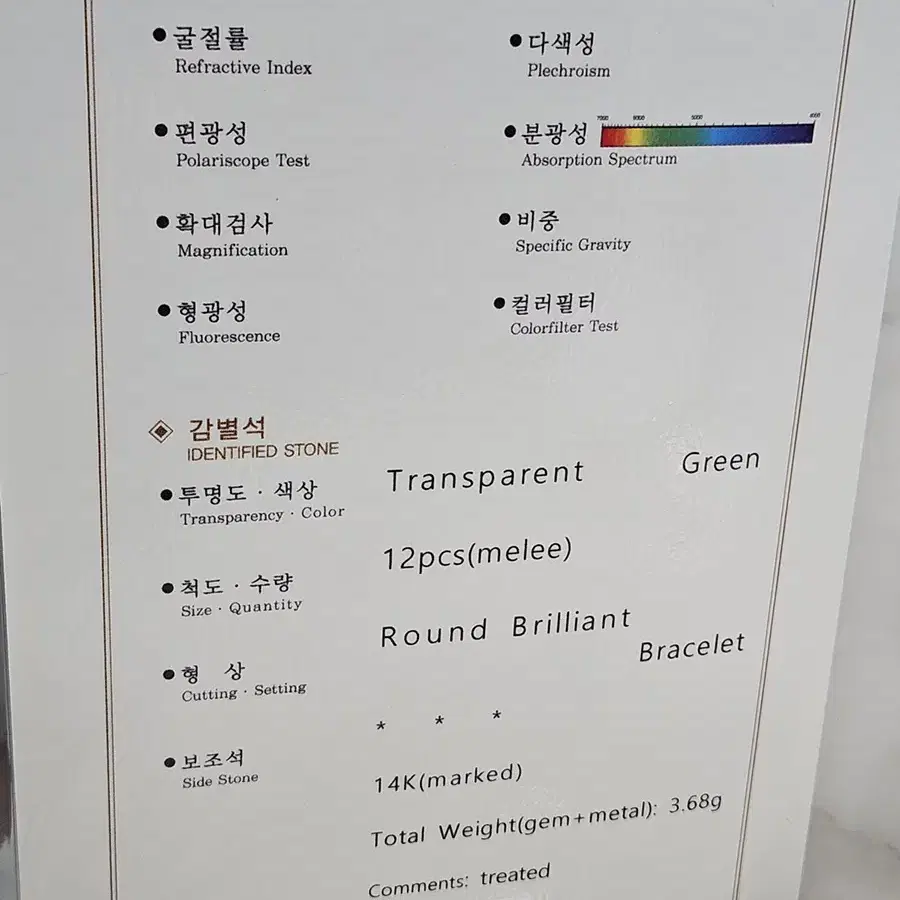 굴절률
Refractive Index
다색성
Plechroism
편광성
Polariscope Test
분광성
Absorption Spectrum
확대검사
Magnification
비중
Specific Gravity
형광성
Fluorescence
컬러필터
Colorfilter Test
감별석
IDENTIFIED STONE
투명도 · 색상
Transparency · Color
Transparent Green
척도 · 수량
Size · Quantity
12pcs(melee)
형 상
Cutting · Setting
Round Brilliant
Bracelet
보조석
Side Stone
* * *
14K(marked)
Total Weight(gem+metal): 3.68g
Comments: treated